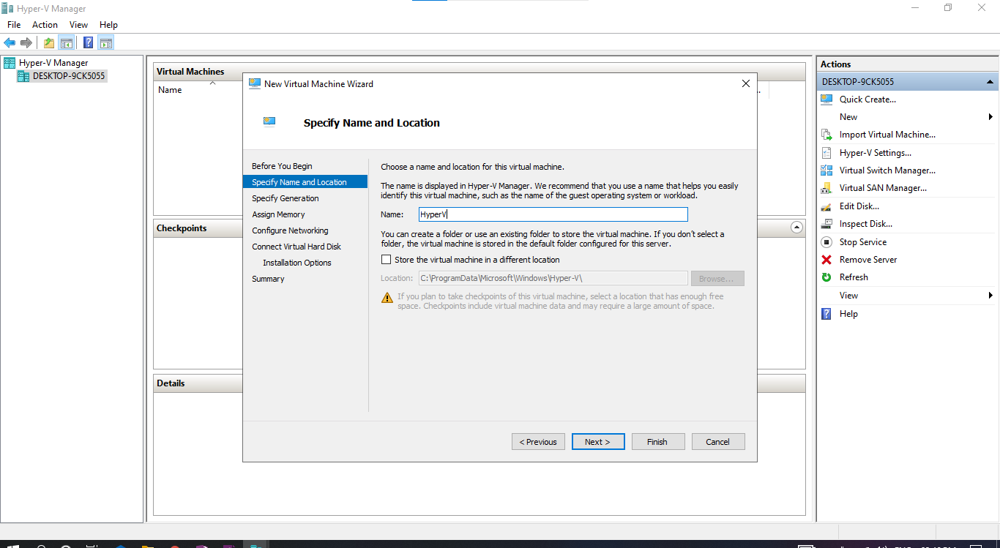 Hyper-V Manager
File Action View Help
Hyper-V Manager
DESKTOP-9CK5055
Virtual Machines
Name
Checkpoints
Details
New Virtual Machine Wizard
Specify Name and Location
Before You Begin
Specify Name and Location
Specify Generation
Assign Memory
Configure Networking
Connect Virtual Hard Disk
Installation Options
Summary
Choose a name and location for this virtual machine.
The name is displayed in Hyper-V Manager. We recommend that you use a name that helps you easily
identify this virtual machine, such as the name of the guest operating system or workload.
Name: HyperV
You can create a folder or use an existing folder to store the virtual machine. If you don't select a
folder, the virtual machine is stored in the default folder configured for this server.
Store the virtual machine in a different location
Location: C:\ProgramData\Microsoft\Windows\Hyper-V\ Browse...
If you plan to take checkpoints of this virtual machine, select a location that has enough free
space. Checkpoints include virtual machine data and may require a large amount of space.
< Previous Next > Finish Cancel
Actions
DESKTOP-9CK5055
Quick Create...
New
Import Virtual Machine...
Hyper-V Settings...
Virtual Switch Manager...
Virtual SAN Manager...
Edit Disk...
Inspect Disk...
Stop Service
Remove Server
Refresh
View
Help